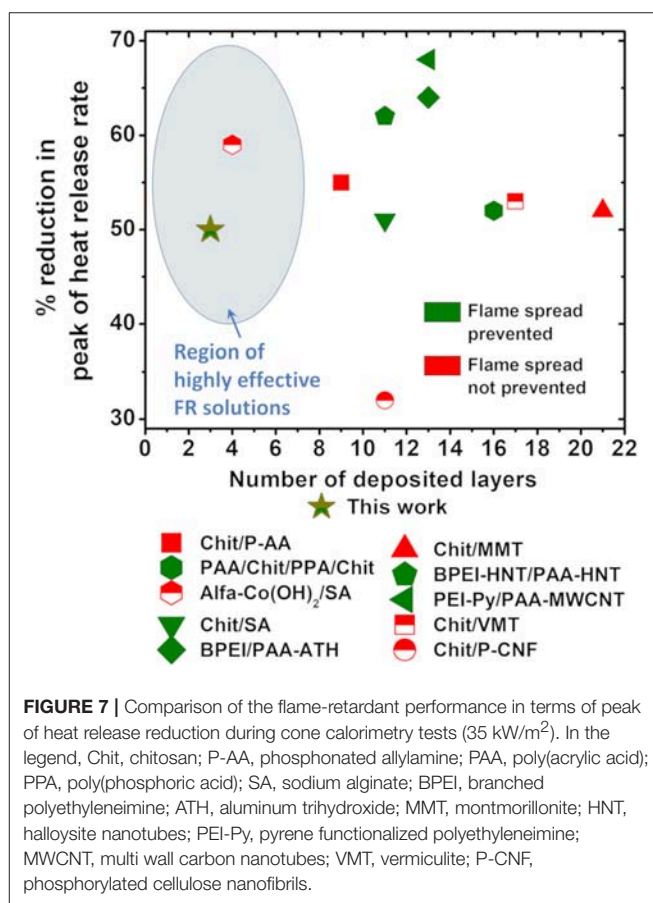 70
60
50
40
30
% reduction in
peak of heat release rate
Region of
highly effective
FR solutions
Flame spread
prevented
Flame spread
not prevented
0 2 4 6 8 10 12 14 16 18 20 22
Number of deposited layers
This work
Chit/P-AA
PAA/Chit/PPA/Chit
Alfa-Co(OH)2/SA
Chit/SA
BPEI/PAA-ATH
Chit/MMT
BPEI-HNT/PAA-HNT
PEI-Py/PAA-MWCNT
Chit/VMT
Chit/P-CNF
FIGURE 7 | Comparison of the flame-retardant performance in terms of peak
of heat release reduction during cone calorimetry tests (35 kW/m2). In the
legend, Chit, chitosan; P-AA, phosphonated allylamine; PAA, poly(acrylic acid);
PPA, poly(phosphoric acid); SA, sodium alginate; BPEI, branched
polyethyleneimine; ATH, aluminum trihydroxide; MMT, montmorillonite; HNT,
halloysite nanotubes; PEI-Py, pyrene functionalized polyethyleneimine;
MWCNT, multi wall carbon nanotubes; VMT, vermiculite; P-CNF,
phosphorylated cellulose nanofibrils.